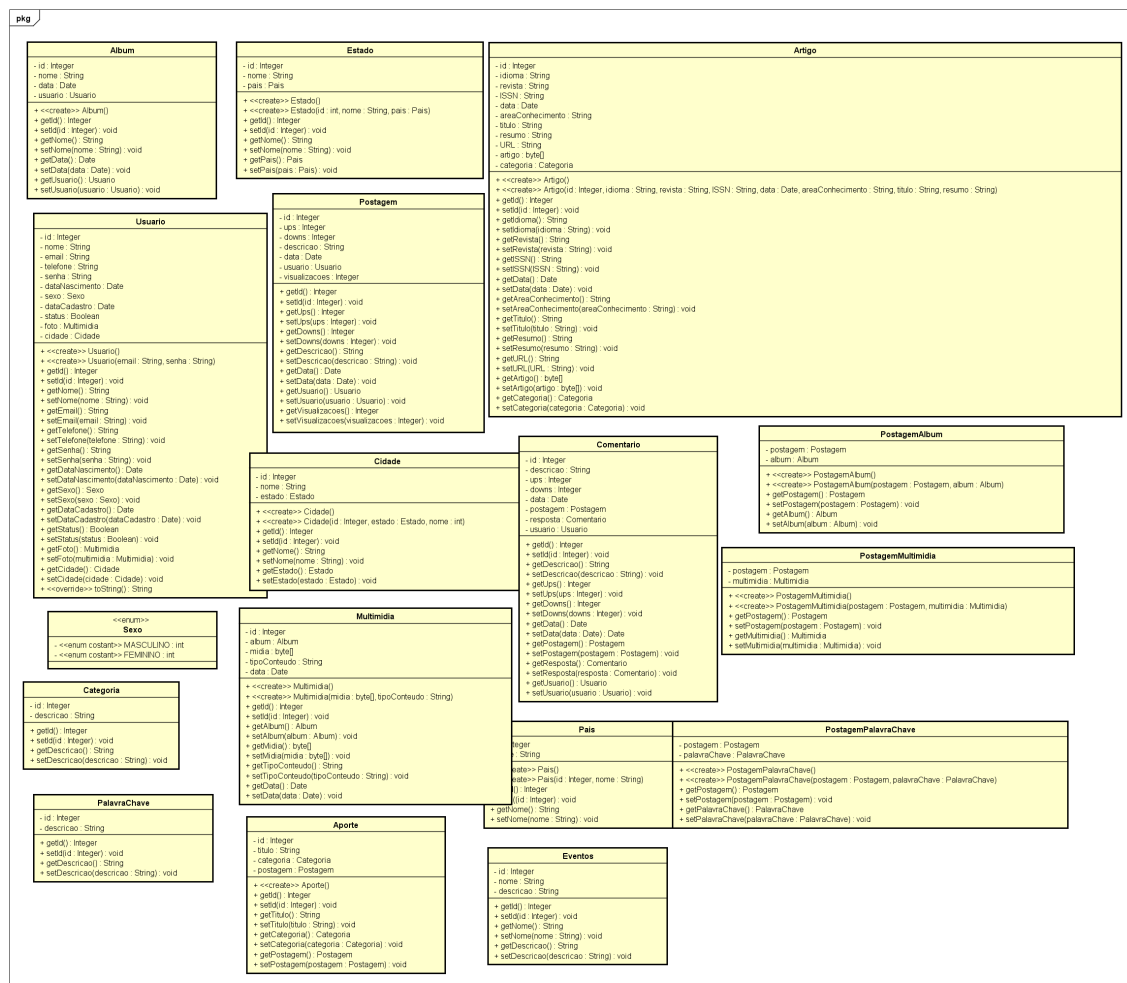 pkg
Album
- id : Integer
- nome : String
- data : Date
- usuario : Usuario
+ <<create>> Album()
+ getId() : Integer
+ setId(id : Integer) : void
+ getNome() : String
+ setNome(nome : String) : void
+ getData() : Date
+ setData(data : Date) : void
+ getUsuario() : Usuario
+ setUsuario(usuario : Usuario) : void
Estado
- id : Integer
- nome : String
- pais : Pais
+ <<create>> Estado()
+ <<create>> Estado(id : int, nome : String, pais : Pais)
+ getId() : Integer
+ setId(id : Integer) : void
+ getNome() : String
+ setNome(nome : String) : void
+ getPais() : Pais
+ setPais(pais : Pais) : void
Artigo
- id : Integer
- idioma : String
- revista : String
- ISSN : String
- data : Date
- areaConhecimento : String
- titulo : String
- resumo : String
- URL : String
- artigo : byte[]
- categoria : Categoria
+ <<create>> Artigo()
+ <<create>> Artigo(id : Integer, idioma : String, revista : String, ISSN : String, data : Date, areaConhecimento : String, titulo : String, resumo : String)
+ getId() : Integer
+ setId(id : Integer) : void
+ getIdioma() : String
+ setIdioma(idioma : String) : void
+ getRevista() : String
+ setRevista(revista : String) : void
+ getISSN() : String
+ setISSN(ISSN : String) : void
+ getData() : Date
+ setData(data : Date) : void
+ getAreaConhecimento() : String
+ setAreaConhecimento(areaConhecimento : String) : void
+ getTitulo() : String
+ setTitulo(titulo : String) : void
+ getResumo() : String
+ setResumo(resumo : String) : void
+ getURL() : String
+ setURL(URL : String) : void
+ getArtigo() : byte[]
+ setArtigo(artigo : byte[]) : void
+ getCategoria() : Categoria
+ setCategoria(categoria : Categoria) : void
Usuario
- id : Integer
- nome : String
- email : String
- telefone : String
- senha : String
- dataNascimento : Date
- sexo : Sexo
- dataCadastro : Date
- status : Boolean
- foto : Multimidia
- cidade : Cidade
+ <<create>> Usuario()
+ <<create>> Usuario(email : String, senha : String)
+ getId() : Integer
+ setId(id : Integer) : void
+ getNome() : String
+ setNome(nome : String) : void
+ getEmail() : String
+ setEmail(email : String) : void
+ getTelefone() : String
+ setTelefone(telefone : String) : void
+ getSenha() : String
+ setSenha(senha : String) : void
+ getDataNascimento() : Date
+ setDataNascimento(dataNascimento : Date) : void
+ getSexo() : Sexo
+ setSexo(sexo : Sexo) : void
+ getDataCadastro() : Date
+ setDataCadastro(dataCadastro : Date) : void
+ getStatus() : Boolean
+ setStatus(status : Boolean) : void
+ getFoto() : Multimidia
+ setFoto(multimidia : Multimidia) : void
+ getCidade() : Cidade
+ setCidade(cidade : Cidade) : void
+ <<override>> toString() : String
Postagem
- id : Integer
- ups : Integer
- downs : Integer
- descricao : String
- data : Date
- usuario : Usuario
- visualizacoes : Integer
+ getId() : Integer
+ setId(id : Integer) : void
+ getUps() : Integer
+ setUps(ups : Integer) : void
+ getDowns() : Integer
+ setDowns(downs : Integer) : void
+ getDescricao() : String
+ setDescricao(descricao : String) : void
+ getData() : Date
+ setData(data : Date) : void
+ getUsuario() : Usuario
+ setUsuario(usuario : Usuario) : void
+ getVisualizacoes() : Integer
+ setVisualizacoes(visualizacoes : Integer) : void
Cidade
- id : Integer
- nome : String
- estado : Estado
+ <<create>> Cidade()
+ <<create>> Cidade(id : Integer, estado : Estado, nome : int)
+ getId() : Integer
+ setId(id : Integer) : void
+ getNome() : String
+ setNome(nome : String) : void
+ getEstado() : Estado
+ setEstado(estado : Estado) : void
Comentario
- id : Integer
- descricao : String
- ups : Integer
- downs : Integer
- data : Date
- postagem : Postagem
- resposta : Comentario
- usuario : Usuario
+ getId() : Integer
+ setId(id : Integer) : void
+ getDescricao() : String
+ setDescricao(descricao : String) : void
+ getUps() : Integer
+ setUps(ups : Integer) : void
+ getDowns() : Integer
+ setDowns(downs : Integer) : void
+ getData() : Date
+ setData(data : Date) : Date
+ getPostagem() : Postagem
+ setPostagem(postagem : Postagem) : void
+ getResposta() : Comentario
+ setResposta(resposta : Comentario) : void
+ getUsuario() : Usuario
+ setUsuario(usuario : Usuario) : void
PostagemAlbum
- postagem : Postagem
- album : Album
+ <<create>> PostagemAlbum()
+ <<create>> PostagemAlbum(postagem : Postagem, album : Album)
+ getPostagem() : Postagem
+ setPostagem(postagem : Postagem) : void
+ getAlbum() : Album
+ setAlbum(album : Album) : void
PostagemMultimidia
- postagem : Postagem
- multimidia : Multimidia
+ <<create>> PostagemMultimidia()
+ <<create>> PostagemMultimidia(postagem : Postagem, multimidia : Multimidia)
+ getPostagem() : Postagem
+ setPostagem(postagem : Postagem) : void
+ getMultimidia() : Multimidia
+ setMultimidia(multimidia : Multimidia) : void
<<enum>>
Sexo
- <<enum costant>> MASCULINO : int
- <<enum costant>> FEMININO : int
Multimidia
- id : Integer
- album : Album
- midia : byte[]
- tipoConteudo : String
- data : Date
+ <<create>> Multimidia()
+ <<create>> Multimidia(midia : byte[], tipoConteudo : String)
+ getId() : Integer
+ setId(id : Integer) : void
+ getAlbum() : Album
+ setAlbum(album : Album) : void
+ getMidia() : byte[]
+ setMidia(midia : byte[]) : void
+ getTipoConteudo() : String
+ setTipoConteudo(tipoConteudo : String) : void
+ getData() : Date
+ setData(data : Date) : void
Categoria
- id : Integer
- descricao : String
+ getId() : Integer
+ setId(id : Integer) : void
+ getDescricao() : String
+ setDescricao(descricao : String) : void
Pais
: String
Pais()
Pais(id : Integer, nome : String)
() : Integer
(id : Integer) : void
+ getNome() : String
+ setNome(nome : String) : void
PostagemPalavraChave
- postagem : Postagem
- palavraChave : PalavraChave
+ <<create>> PostagemPalavraChave()
+ <<create>> PostagemPalavraChave(postagem : Postagem, palavraChave : PalavraChave)
+ getPostagem() : Postagem
+ setPostagem(postagem : Postagem) : void
+ getPalavraChave() : PalavraChave
+ setPalavraChave(palavraChave : PalavraChave) : void
PalavraChave
- id : Integer
- descricao : String
+ getId() : Integer
+ setId(id : Integer) : void
+ getDescricao() : String
+ setDescricao(descricao : String) : void
Aporte
- id : Integer
- titulo : String
- categoria : Categoria
- postagem : Postagem
+ <<create>> Aporte()
+ getId() : Integer
+ setId(id : Integer) : void
+ getTitulo() : String
+ setTitulo(titulo : String) : void
+ getCategoria() : Categoria
+ setCategoria(categoria : Categoria) : void
+ getPostagem() : Postagem
+ setPostagem(postagem : Postagem) : void
Eventos
- id : Integer
- nome : String
- descricao : String
+ getId() : Integer
+ setId(id : Integer) : void
+ getNome() : String
+ setNome(nome : String) : void
+ getDescricao() : String
+ setDescricao(descricao : String) : void